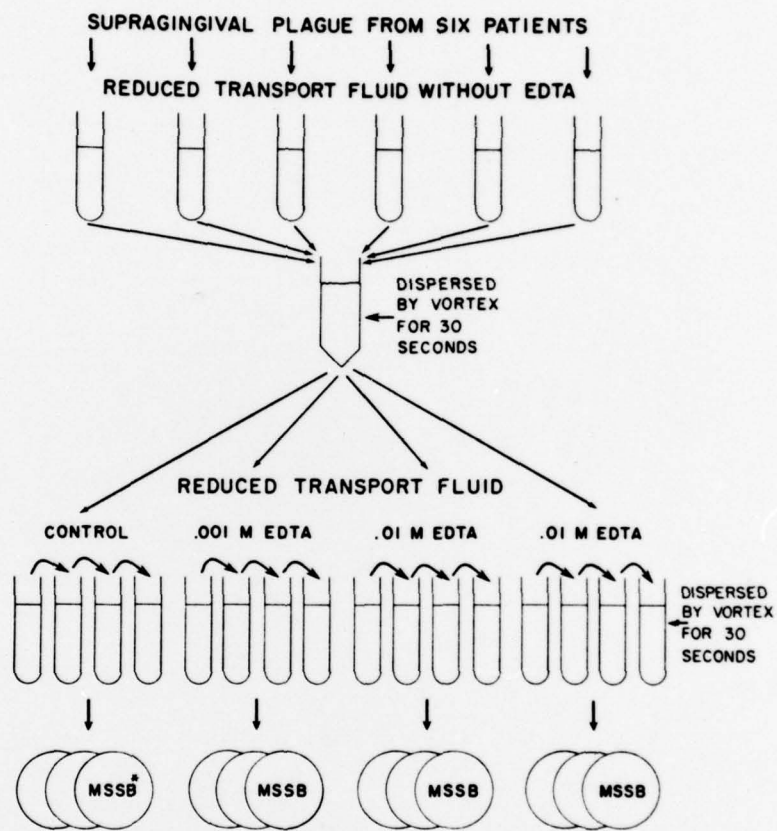 SUPRAGINGIVAL PLAGUE FROM SIX PATIENTS
REDUCED TRANSPORT FLUID WITHOUT EDTA
DISPERSED
BY VORTEX
FOR 30
SECONDS
REDUCED TRANSPORT FLUID
CONTROL .001 M EDTA .01 M EDTA .01 M EDTA
DISPERSED
BY VORTEX
FOR 30
SECONDS
MSSB* MSSB MSSB MSSB